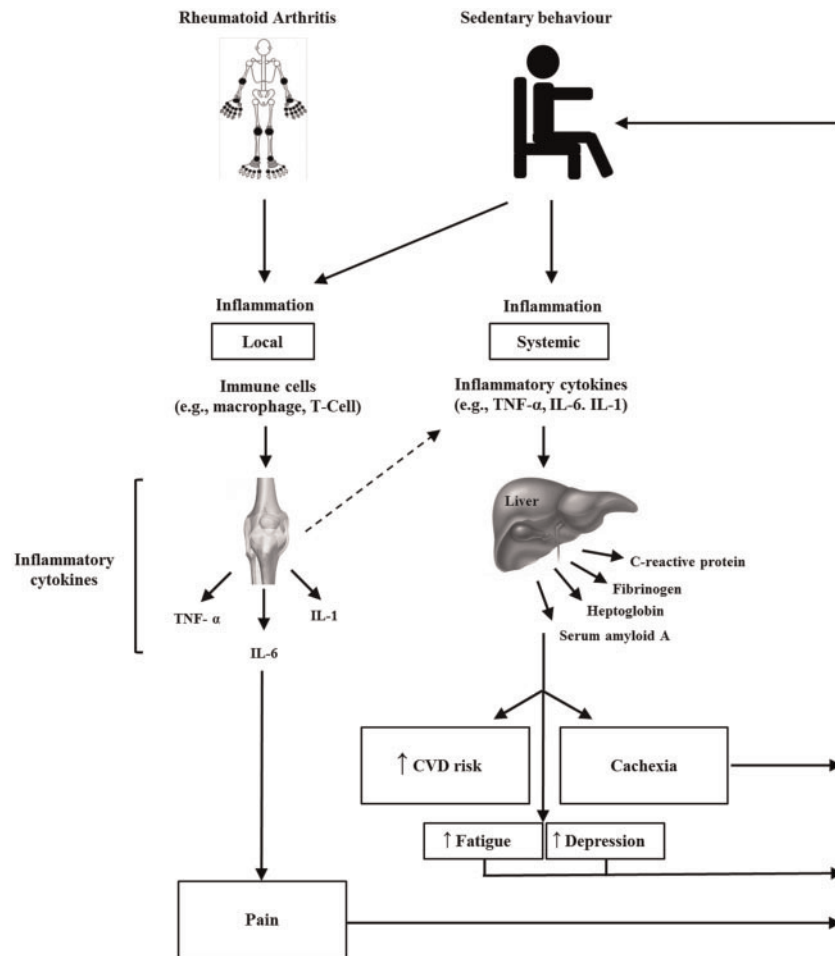 Rheumatoid Arthritis
Sedentary behaviour
Inflammation
Local
Immune cells
(e.g., macrophage, T-Cell)
Inflammation
Systemic
Inflammatory cytokines
(e.g., TNF-α, IL-6. IL-1)
Inflammatory
cytokines
TNF- α
IL-6
IL-1
Liver
C-reactive protein
Fibrinogen
Heptoglobin
Serum amyloid A
↑ CVD risk
Cachexia
↑ Fatigue
↑ Depression
Pain